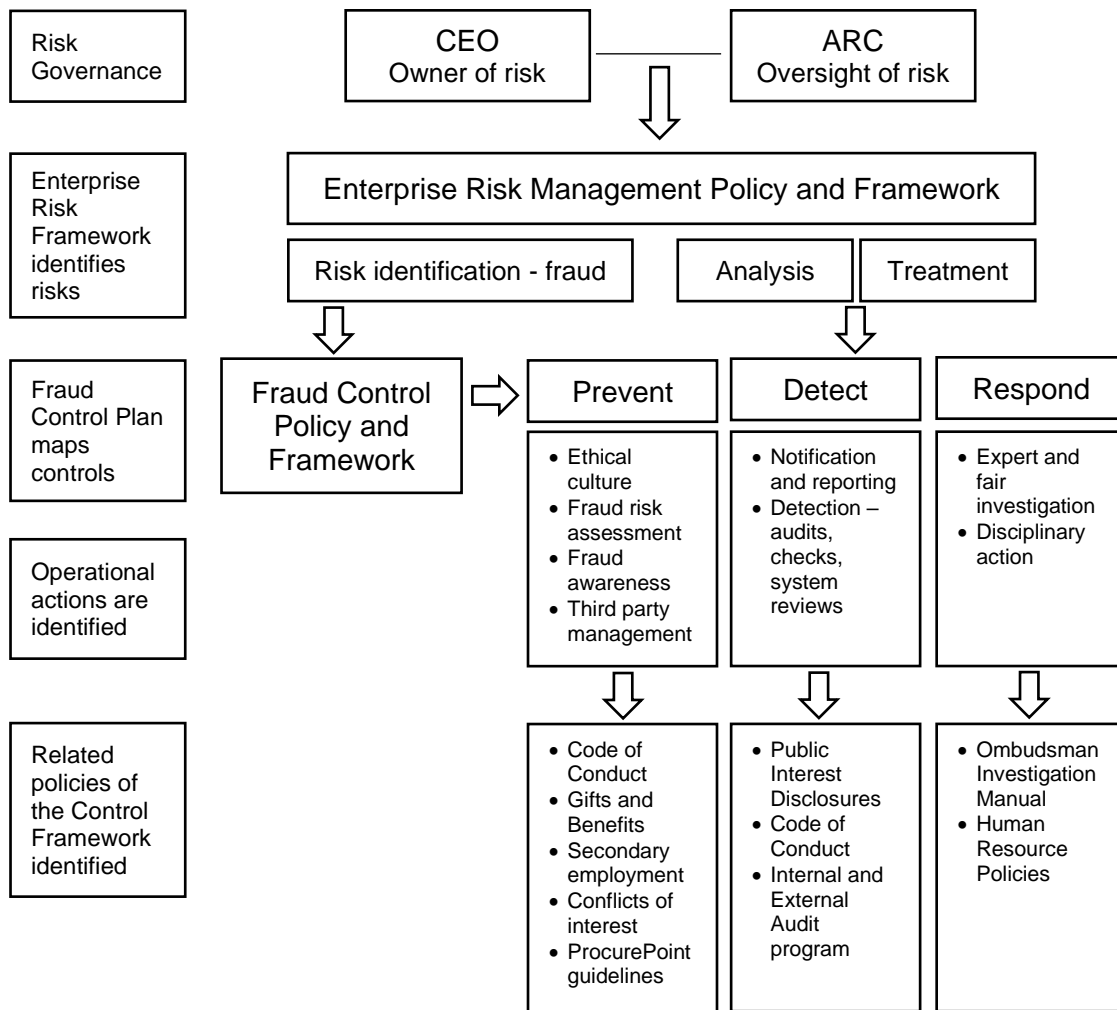 Risk
Governance
CEO
Owner of risk
ARC
Oversight of risk
Enterprise
Risk
Framework
identifies
risks
Enterprise Risk Management Policy and Framework
Risk identification - fraud
Analysis
Treatment
Fraud
Control Plan
maps
controls
Fraud Control
Policy and
Framework
Prevent
Detect
Respond
Operational
actions are
identified
• Ethical
culture
• Fraud risk
assessment
• Fraud
awareness
• Third party
management
• Notification
and reporting
• Detection –
audits,
checks,
system
reviews
• Expert and
fair
investigation
• Disciplinary
action
Related
policies of
the Control
Framework
identified
• Code of
Conduct
• Gifts and
Benefits
• Secondary
employment
• Conflicts of
interest
• ProcurePoint
guidelines
• Public
Interest
Disclosures
• Code of
Conduct
• Internal and
External
Audit
program
• Ombudsman
Investigation
Manual
• Human
Resource
Policies